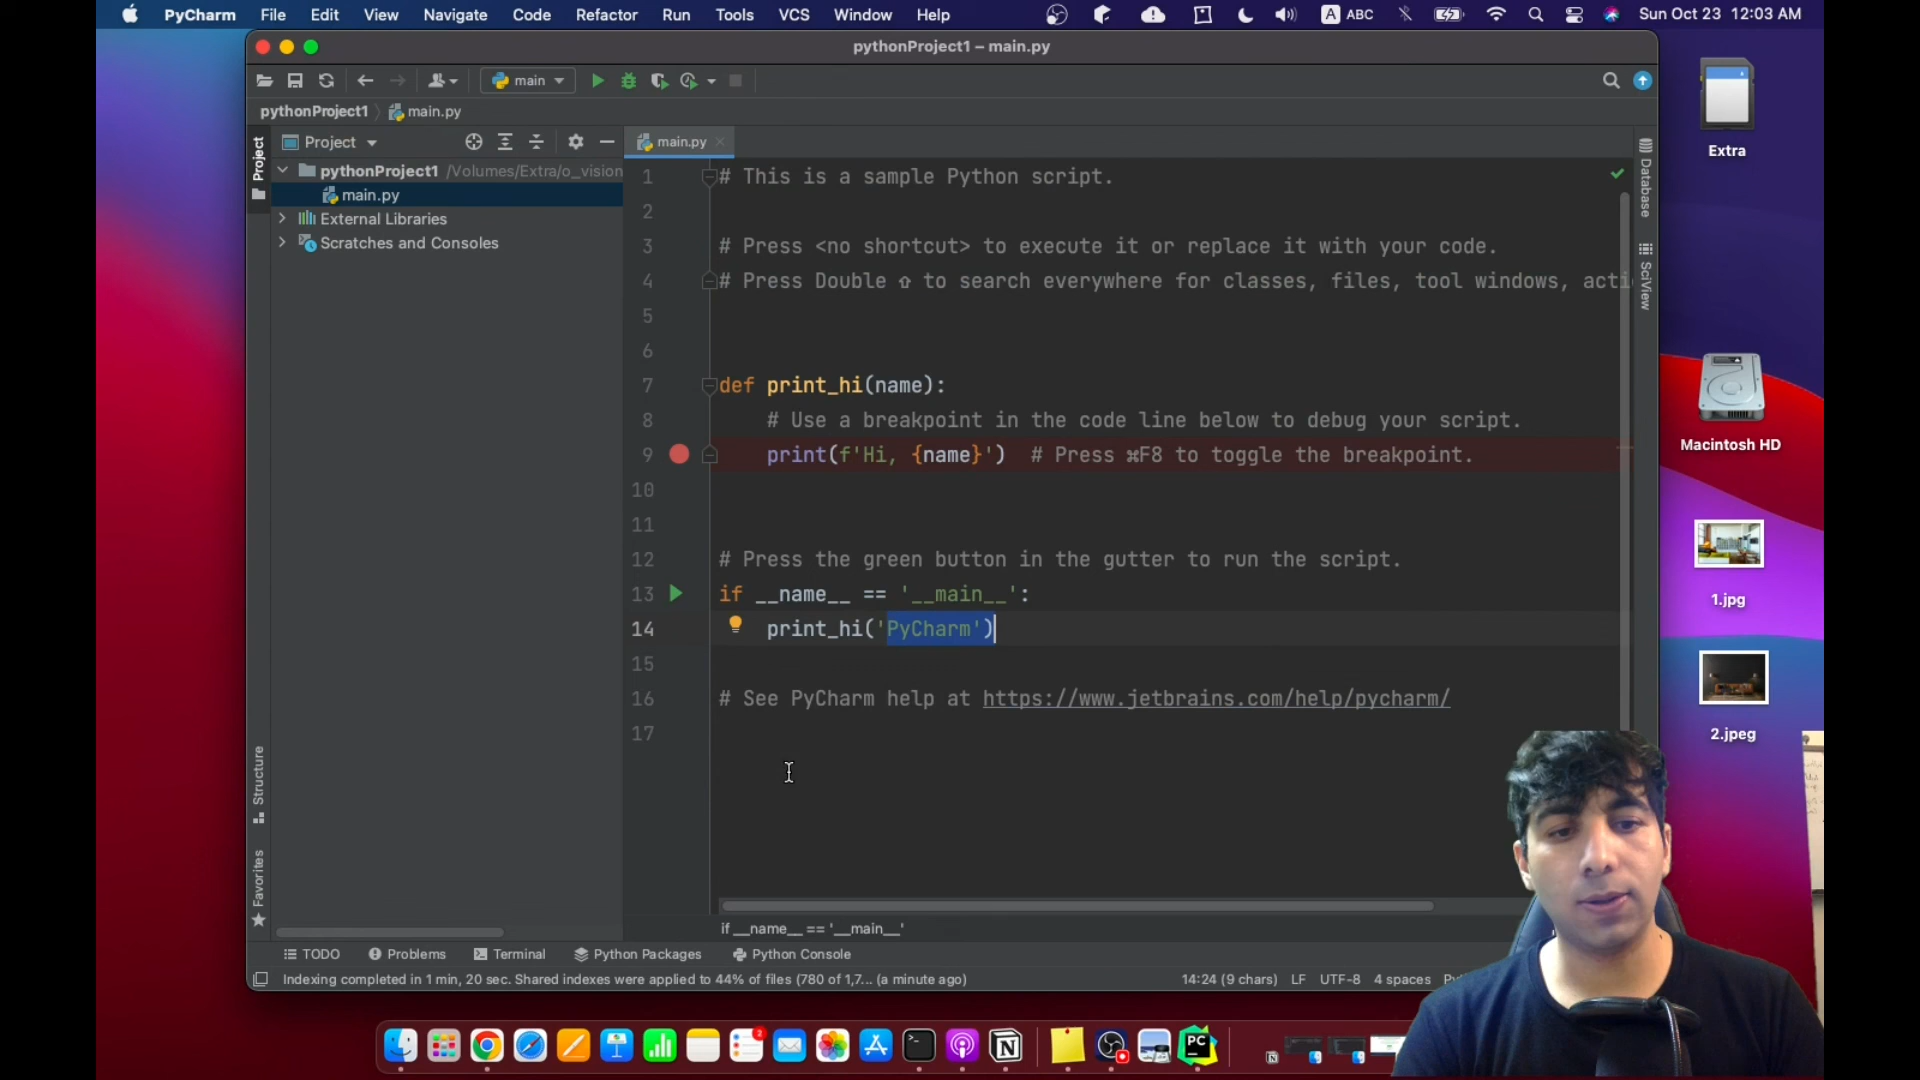 PyCharm File Edit View Navigate Code Refactor Run Tools VCS Window Help
A ABC Sun Oct 23 12:03 AM
pythonProject1 – main.py
main
pythonProject1 main.py
Project
Project
pythonProject1 /Volumes/Extra/o_vision
main.py
External Libraries
Scratches and Consoles
Structure
Favorites
main.py
1 # This is a sample Python script.
2
3 # Press <no shortcut> to execute it or replace it with your code.
4 # Press Double ⇧ to search everywhere for classes, files, tool windows, acti
5
6
7 def print_hi(name):
8 # Use a breakpoint in the code line below to debug your script.
9 print(f'Hi, {name}') # Press ⌘F8 to toggle the breakpoint.
10
11
12 # Press the green button in the gutter to run the script.
13 if __name__ == '__main__':
14 print_hi('PyCharm')
15
16 # See PyCharm help at https://www.jetbrains.com/help/pycharm/
17
Database
SciView
if __name__ == '__main__'
TODO Problems Terminal Python Packages Python Console
Indexing completed in 1 min, 20 sec. Shared indexes were applied to 44% of files (780 of 1,7... (a minute ago)
14:24 (9 chars) LF UTF-8 4 spaces
Extra
Macintosh HD
1.jpg
2.jpeg
2
PC